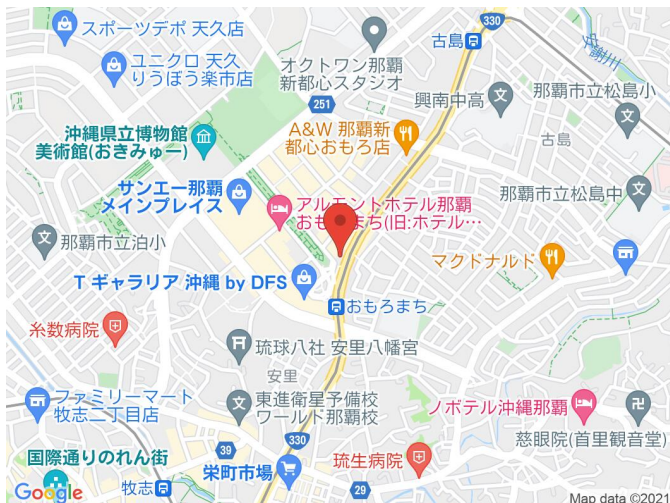 スポーツデポ 天久店
ユニクロ 天久
りうぼう楽市店
オクトワン那覇
新都心スタジオ
古島
330
興南中高
那覇市立松島小
古島
251
沖縄県立博物館
美術館(おきみゅー)
A&W 那覇新
都心おもろ店
サンエー那覇
メインプレイス
アルモントホテル那覇
おもろまち(旧:ホテル…
那覇市立松島中
那覇市立泊小
マクドナルド
T ギャラリア 沖縄 by DFS
おもろまち
糸数病院
琉球八社 安里八幡宮
安里
ファミリーマート
牧志二丁目店
東進衛星予備校
ワールド那覇校
ノボテル沖縄那覇
慈眼院(首里観音堂)
39
330
栄町市場
琉生病院
29
国際通りのれん街
牧志
Google
Map data ©202